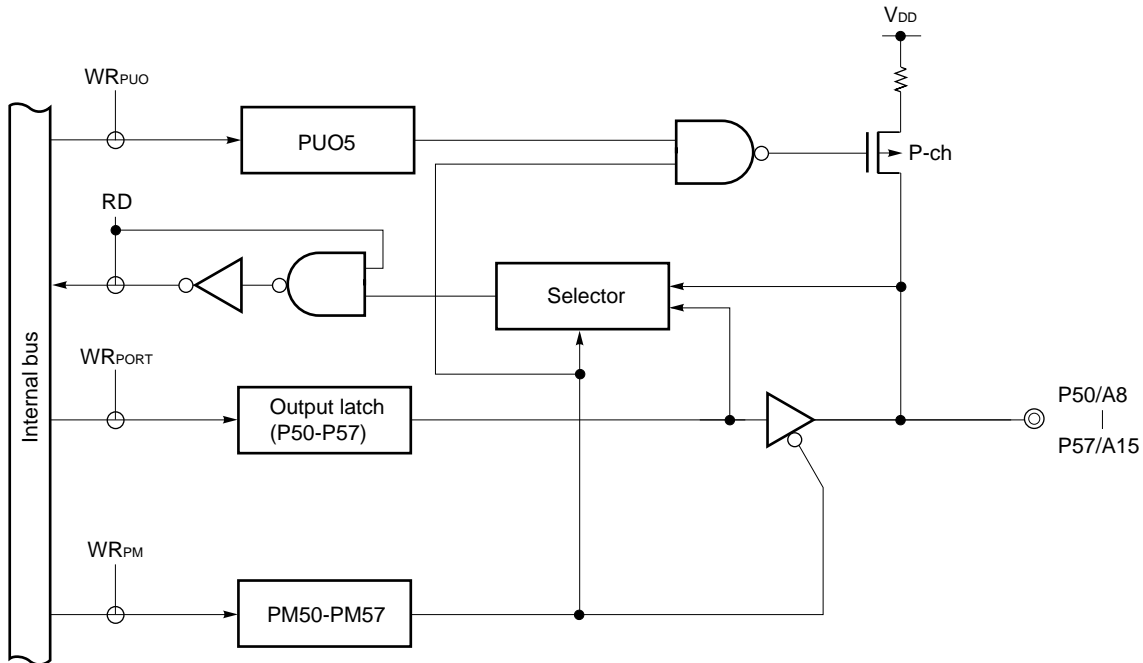 VDD
WRPUO
PUO5
P-ch
RD
Selector
WRPORT
Internal bus
Output latch
(P50-P57)
P50/A8
P57/A15
WRPM
PM50-PM57